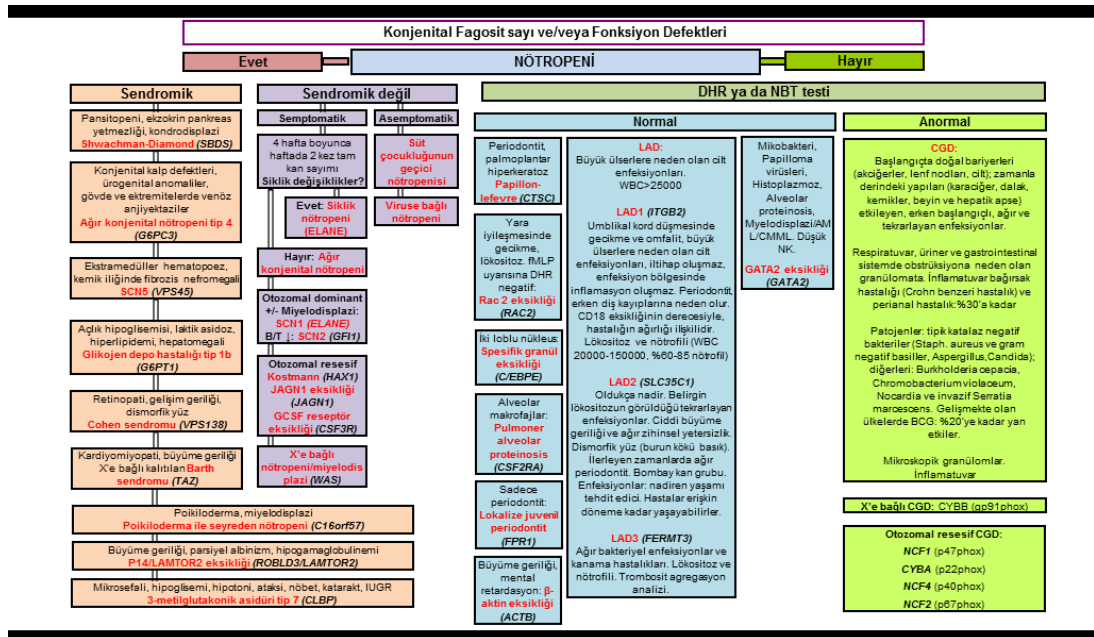 Konjenital Fagosit sayı ve/veya Fonksiyon Defektleri
Evet
NÖTROPENİ
Hayır
Sendromik
Pansitopeni, ekzokrin pankreas
yetmezliği, kondrodisplazi
Shwachman-Diamond (SBDS)
Konjenital kalp defektleri,
ürogenital anomaliler,
gövde ve ektremitelerde venöz
anjiyektaziler
Ağır konjenital nötropeni tip 4
(G6PC3)
Ekstramedüller hematopoez,
kemik iliğinde fibrozis nefromegali
SCN5 (VPS45)
Açlık hipoglisemisi, laktik asidoz,
hiperlipidemi, hepatomegali
Glikojen depo hastalığı tip 1b
(G6PT1)
Retinopati, gelişim geriliği,
dismorfik yüz
Cohen sendromu (VPS138)
Kardiyomiyopati, büyüme geriliği
X'e bağlı kalıtılan Barth
sendromu (TAZ)
Poikiloderma, miyelodisplazi
Poikiloderma ile seyreden nötropeni (C16orf57)
Büyüme geriliği, parsiyel albinizm, hipogamaglobulinemi
P14/LAMTOR2 eksikliği (ROBLD3/LAMTOR2)
Mikrosefali, hipoglisemi, hipotoni, ataksi, nöbet, katarakt, IUGR
3-metilglutakonik asidüri tip 7 (CLBP)
Sendromik değil
Semptomatik
4 hafta boyunca
haftada 2 kez tam
kan sayımı
Siklik değişiklikler?
Evet: Siklik
nötropeni
(ELANE)
Hayır: Ağır
konjenital nötropeni
Otozomal dominant
+/- Miyelodisplazi:
SCN1 (ELANE)
B/T ↓: SCN2 (GFI1)
Otozomal resesif
Kostmann (HAX1)
JAGN1 eksikliği
(JAGN1)
GCSF reseptör
eksikliği (CSF3R)
X'e bağlı
nötropeni/miyelodis
plazi (WAS)
Asemptomatik
Süt
çocukluğunun
geçici
nötropenisi
Viruse bağlı
nötropeni
DHR ya da NBT testi
Normal
Periodontit,
palmoplantar
hiperkeratoz
Papillon-
lefevre (CTSC)
Yara
iyileşmesinde
gecikme,
lökositoz. fMLP
uyarısına DHR
negatif:
Rac 2 eksikliği
(RAC2)
İki loblu nükleus:
Spesifik granül
eksikliği
(C/EBPE)
Alveolar
makrofajlar:
Pulmoner
alveolar
proteinosis
(CSF2RA)
Sadece
periodontit:
Lokalize juvenil
periodontit
(FPR1)
Büyüme geriliği,
mental
retardasyon: β-
aktin eksikliği
(ACTB)
LAD:
Büyük ülserlere neden olan cilt
enfeksiyonları.
WBC>25000
LAD1 (ITGB2)
Umblikal kord düşmesinde
gecikme ve omfalit, büyük
ülserlere neden olan cilt
enfeksiyonları, iltihap oluşmaz,
enfeksiyon bölgesinde
inflamasyon oluşmaz. Periodontit,
erken diş kayıplarına neden olur.
CD18 eksikliğinin derecesiyle,
hastalığın ağırlığı ilişkilidir.
Lökositoz ve nötrofili (WBC
20000-150000, %60-85 nötrofil)
LAD2 (SLC35C1)
Oldukça nadir. Belirgin
lökositozun görüldüğü tekrarlayan
enfeksiyonlar. Ciddi büyüme
geriliği ve ağır zihinsel yetersizlik.
Dismorfik yüz (burun kökü basık).
İlerleyen zamanlarda ağır
periodontit. Bombay kan grubu.
Enfeksiyonlar: nadiren yaşamı
tehdit edici. Hastalar erişkin
döneme kadar yaşayabilirler.
LAD3 (FERMT3)
Ağır bakteriyel enfeksiyonlar ve
kanama hastalıkları. Lökositoz ve
nötrofili. Trombosit agregasyon
analizi.
Mikobakteri,
Papilloma
virüsleri,
Histoplazmoz,
Alveolar
proteinosis,
Myelodisplazi/AM
L/CMML. Düşük
NK.
GATA2 eksikliği
(GATA2)
Anormal
CGD:
Başlangıçta doğal bariyerleri
(akciğerler, lenf nodları, cilt); zamanla
derindeki yapıları (karaciğer, dalak,
kemikler, beyin ve hepatik apse)
etkileyen, erken başlangıçlı, ağır ve
tekrarlayan enfeksiyonlar.
Respiratuvar, üriner ve gastrointestinal
sistemde obstrüksiyona neden olan
granülomata. İnflamatuvar bağırsak
hastalığı (Crohn benzeri hastalık) ve
perianal hastalık:%30'a kadar
Patojenler: tipik katalaz negatif
bakteriler (Staph. aureus ve gram
negatif basiller, Aspergillus,Candida);
diğerleri: Burkholderia cepacia,
Chromobacterium violaceum,
Nocardia ve invazif Serratia
marcescens. Gelişmekte olan
ülkelerde BCG: %20'ye kadar yan
etkiler.
Mikroskopik granülomlar.
İnflamatuvar
X'e bağlı CGD: CYBB (gp91phox)
Otozomal resesif CGD:
NCF1 (p47phox)
CYBA (p22phox)
NCF4 (p40phox)
NCF2 (p67phox)